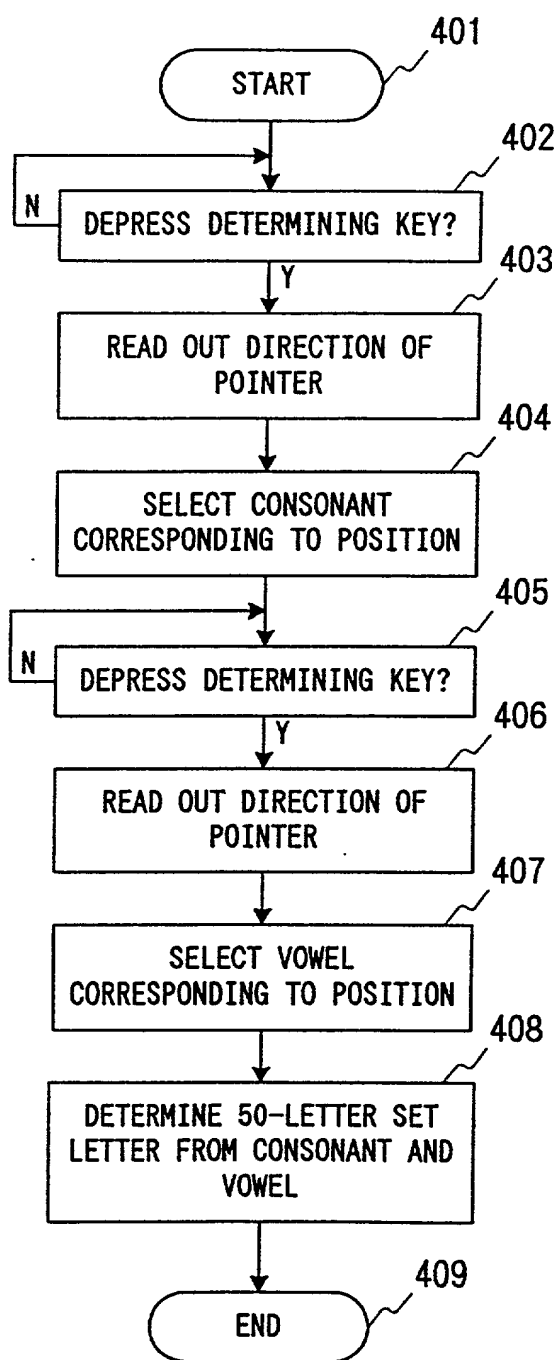 401
START
402
N
DEPRESS DETERMINING KEY?
Y
403
READ OUT DIRECTION OF
POINTER
404
SELECT CONSONANT
CORRESPONDING TO POSITION
405
N
DEPRESS DETERMINING KEY?
Y
406
READ OUT DIRECTION OF
POINTER
407
SELECT VOWEL
CORRESPONDING TO POSITION
408
DETERMINE 50-LETTER SET
LETTER FROM CONSONANT AND
VOWEL
409
END